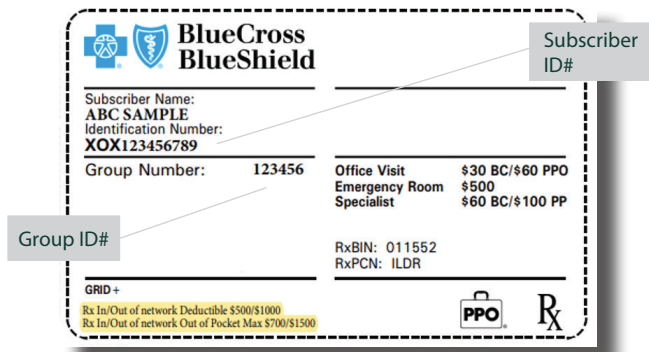 BlueCross
BlueShield
Subscriber
ID#
Subscriber Name:
ABC SAMPLE
Identification Number:
XOX123456789
Group Number: 123456
Office Visit $30 BC/$60 PPO
Emergency Room $500
Specialist $60 BC/$100 PP
Group ID#
RxBIN: 011552
RxPCN: ILDR
GRID+
Rx In/Out of network Deductible $500/$1000
Rx In/Out of network Out of Pocket Max $700/$1500
PPO
Rx